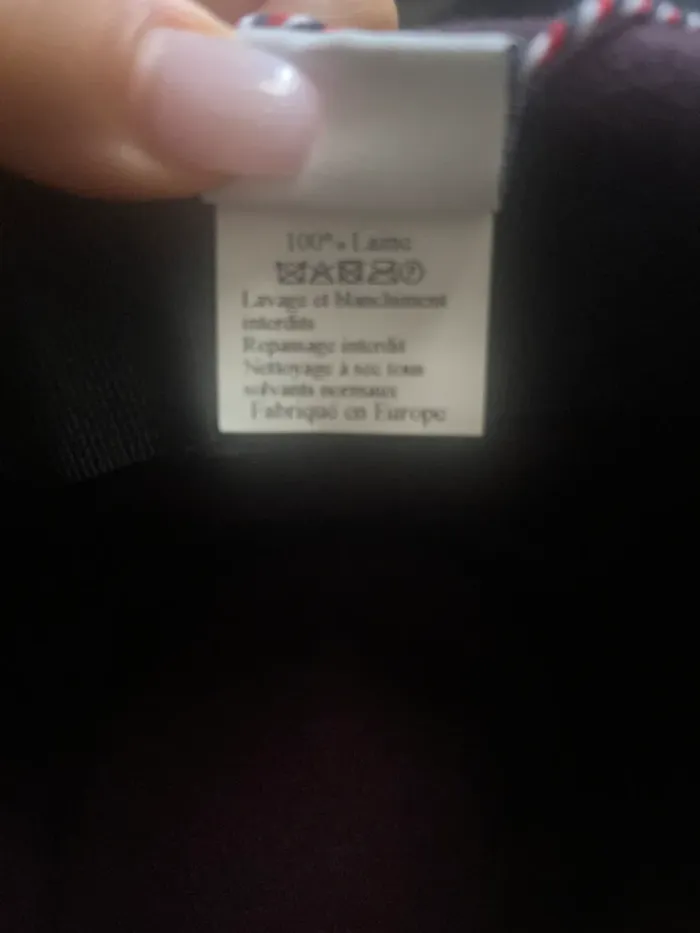 100% Laine
Lavage et blanchiment
interdits
Repassage interdit
Nettoyage à sec tous
solvants normaux
Fabriqué en Europe